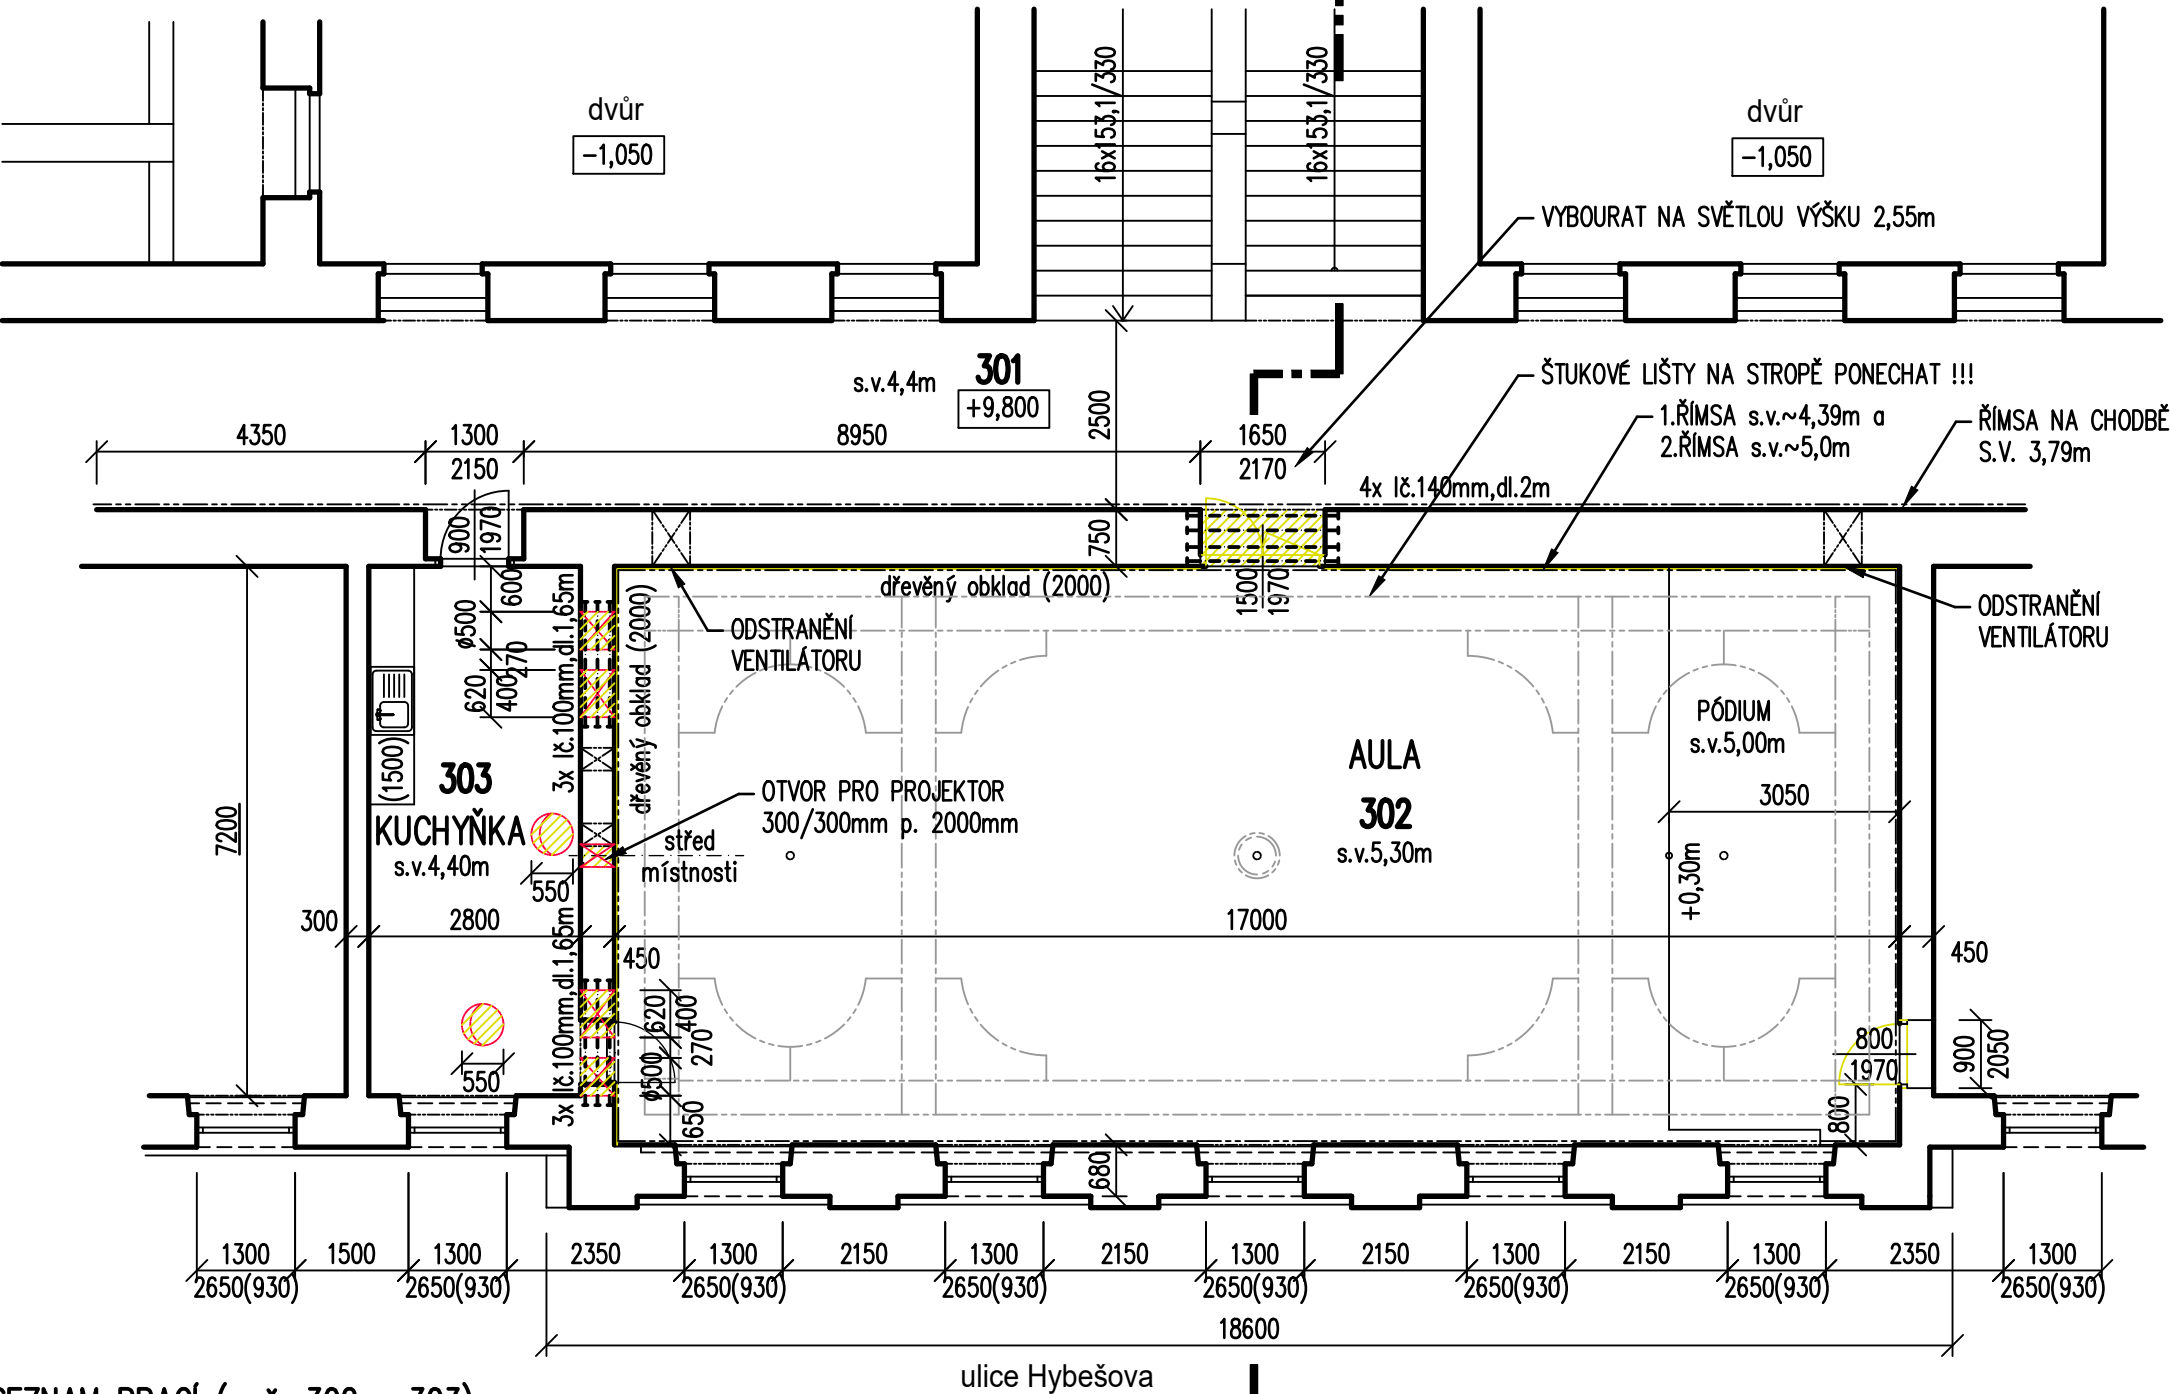 dvůr
-1,050
16x153,1/330
16x153,1/330
dvůr
-1,050
VYBOURAT NA SVĚTLOU VÝŠKU 2,55m
s.v.4,4m
301
+9,800
ŠTUKOVÉ LIŠTY NA STROPĚ PONECHAT !!!
1.ŘÍMSA s.v.~4,39m a
2.ŘÍMSA s.v.~5,0m
ŘÍMSA NA CHODBĚ
S.V. 3,79m
4350
1300
2150
8950
2500
1650
2170
4x Ič.140mm,dl.2m
900
1970
750
1500
1970
dřevěný obklad (2000)
dřevěný obklad (2000)
600
ø500
270
620
400
3x Ič.100mm,dl.1,65m
ODSTRANĚNÍ
VENTILÁTORU
ODSTRANĚNÍ
VENTILÁTORU
PÓDIUM
s.v.5,00m
3050
(1500)
303
KUCHYŇKA
s.v.4,40m
OTVOR PRO PROJEKTOR
300/300mm p. 2000mm
střed
místnosti
AULA
302
s.v.5,30m
+0,30m
7200
550
300
2800
450
17000
450
3x Ič.100mm,dl.1,65m
620
400
270
ø500
650
550
800
1970
900
2050
800
680
1300
2650(930)
1500
1300
2650(930)
2350
1300
2650(930)
2150
1300
2650(930)
2150
1300
2650(930)
2150
1300
2650(930)
2150
1300
2650(930)
2350
1300
2650(930)
18600
ulice Hybešova